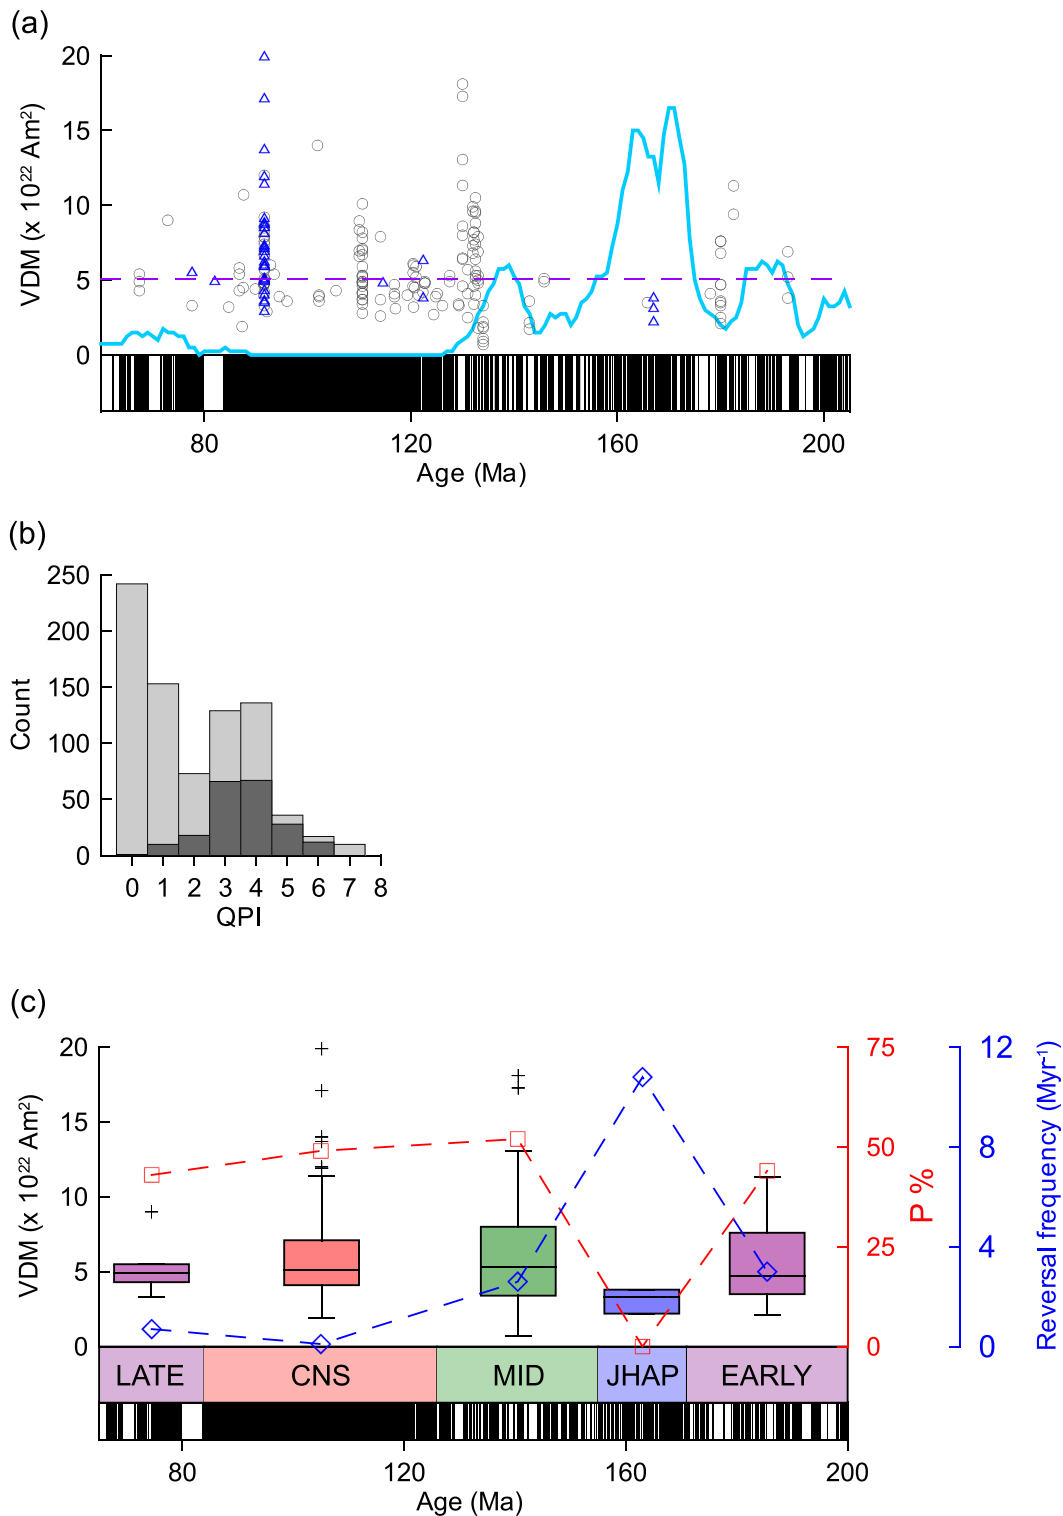 (a)
20
15
10
5
0
VDM (x 10²² Am²)
80 120 160 200
Age (Ma)
(b)
250
200
150
100
50
0
Count
0 1 2 3 4 5 6 7 8
QPI
(c)
20
15
10
5
0
VDM (x 10²² Am²)
75
50
25
0
P %
12
8
4
0
Reversal frequency (Myr⁻¹)
LATE CNS MID JHAP EARLY
80 120 160 200
Age (Ma)